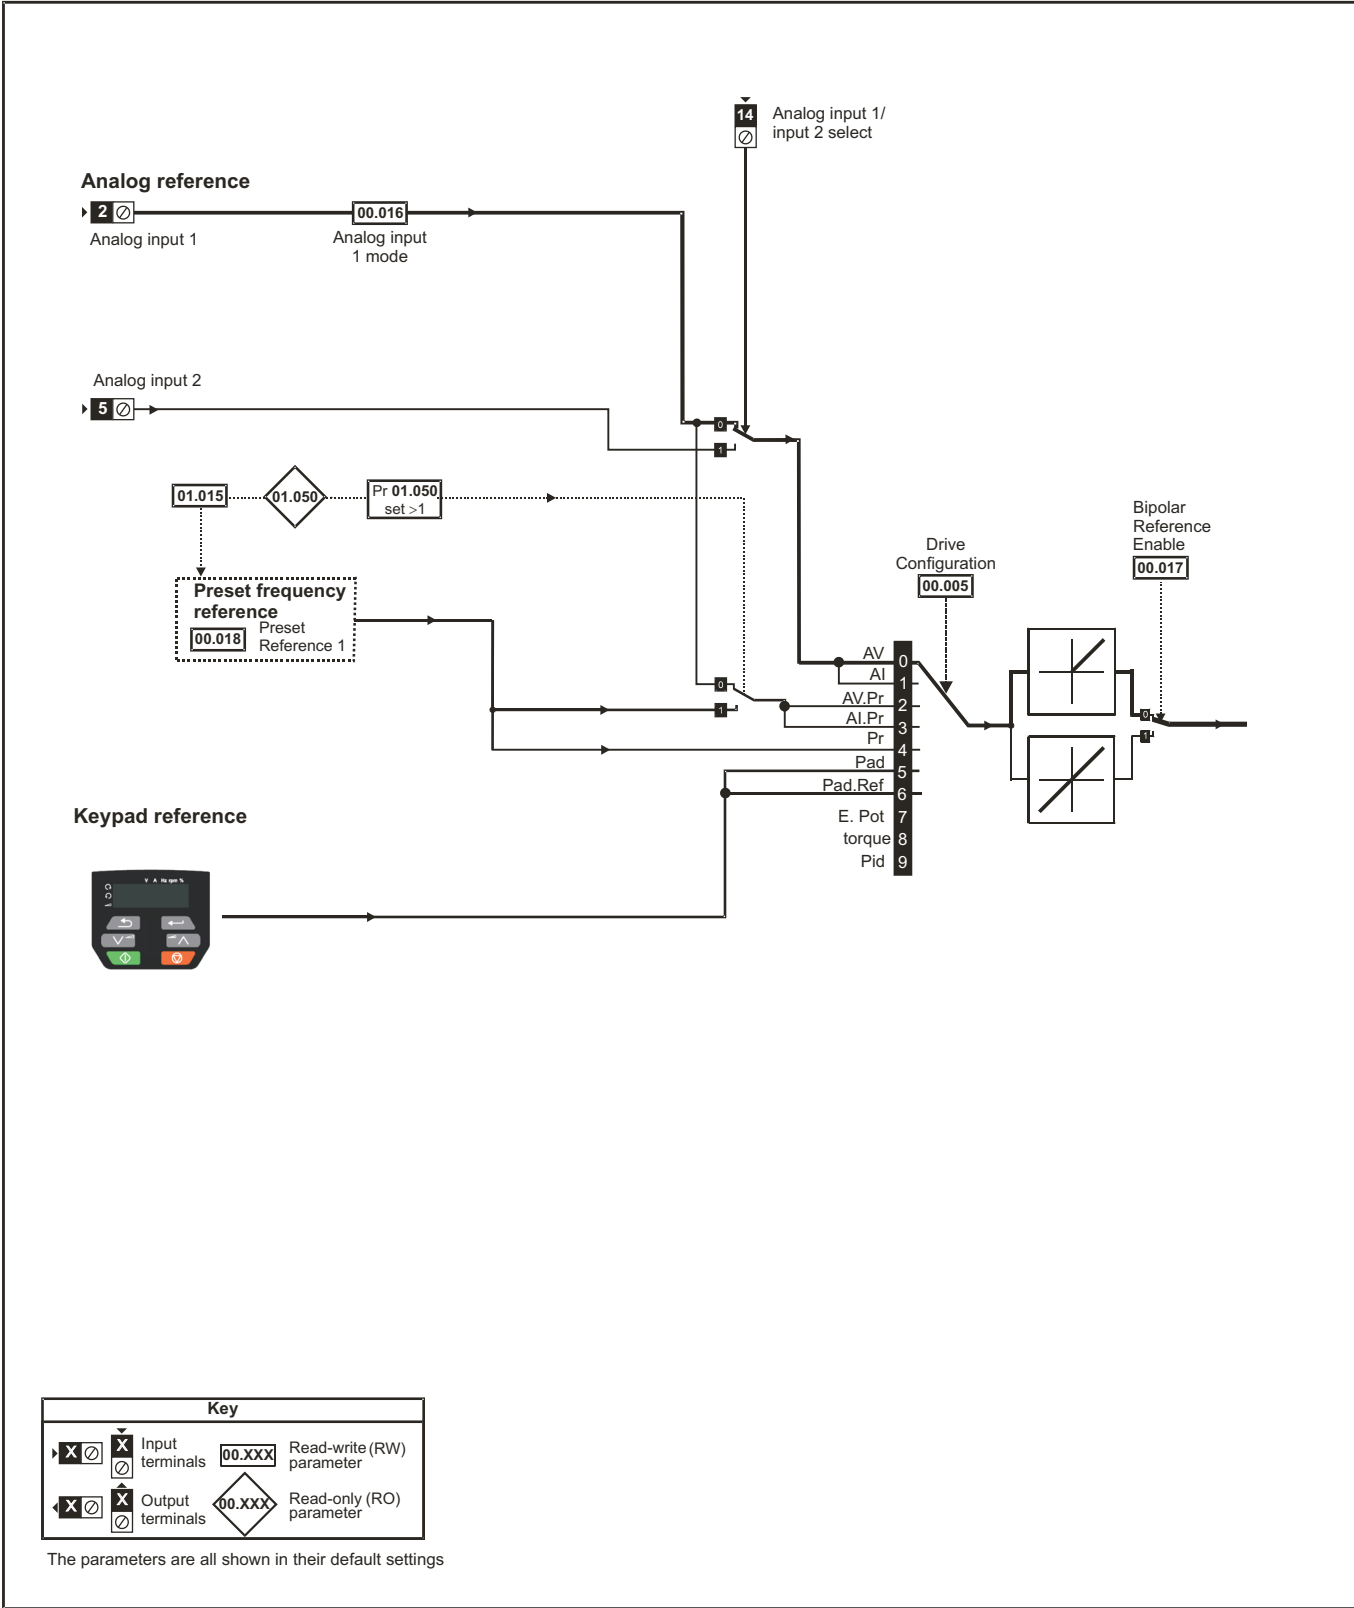 14
Analog input 1/
input 2 select
Analog reference
2
00.016
Analog input 1
Analog input
1 mode
Analog input 2
5
0
1
01.015
01.050
Pr 01.050
set >1
Bipolar
Reference
Enable
00.017
Drive
Configuration
00.005
Preset frequency
reference
00.018
Preset
Reference 1
0
1
AV 0
AI 1
AV.Pr 2
AI.Pr 3
Pr 4
Pad 5
Pad.Ref 6
E. Pot 7
torque 8
Pid 9
0
1
Keypad reference
V A Hz rpm %
Key
X
X
Input
terminals
00.XXX
Read-write (RW)
parameter
X
X
Output
terminals
00.XXX
Read-only (RO)
parameter
The parameters are all shown in their default settings